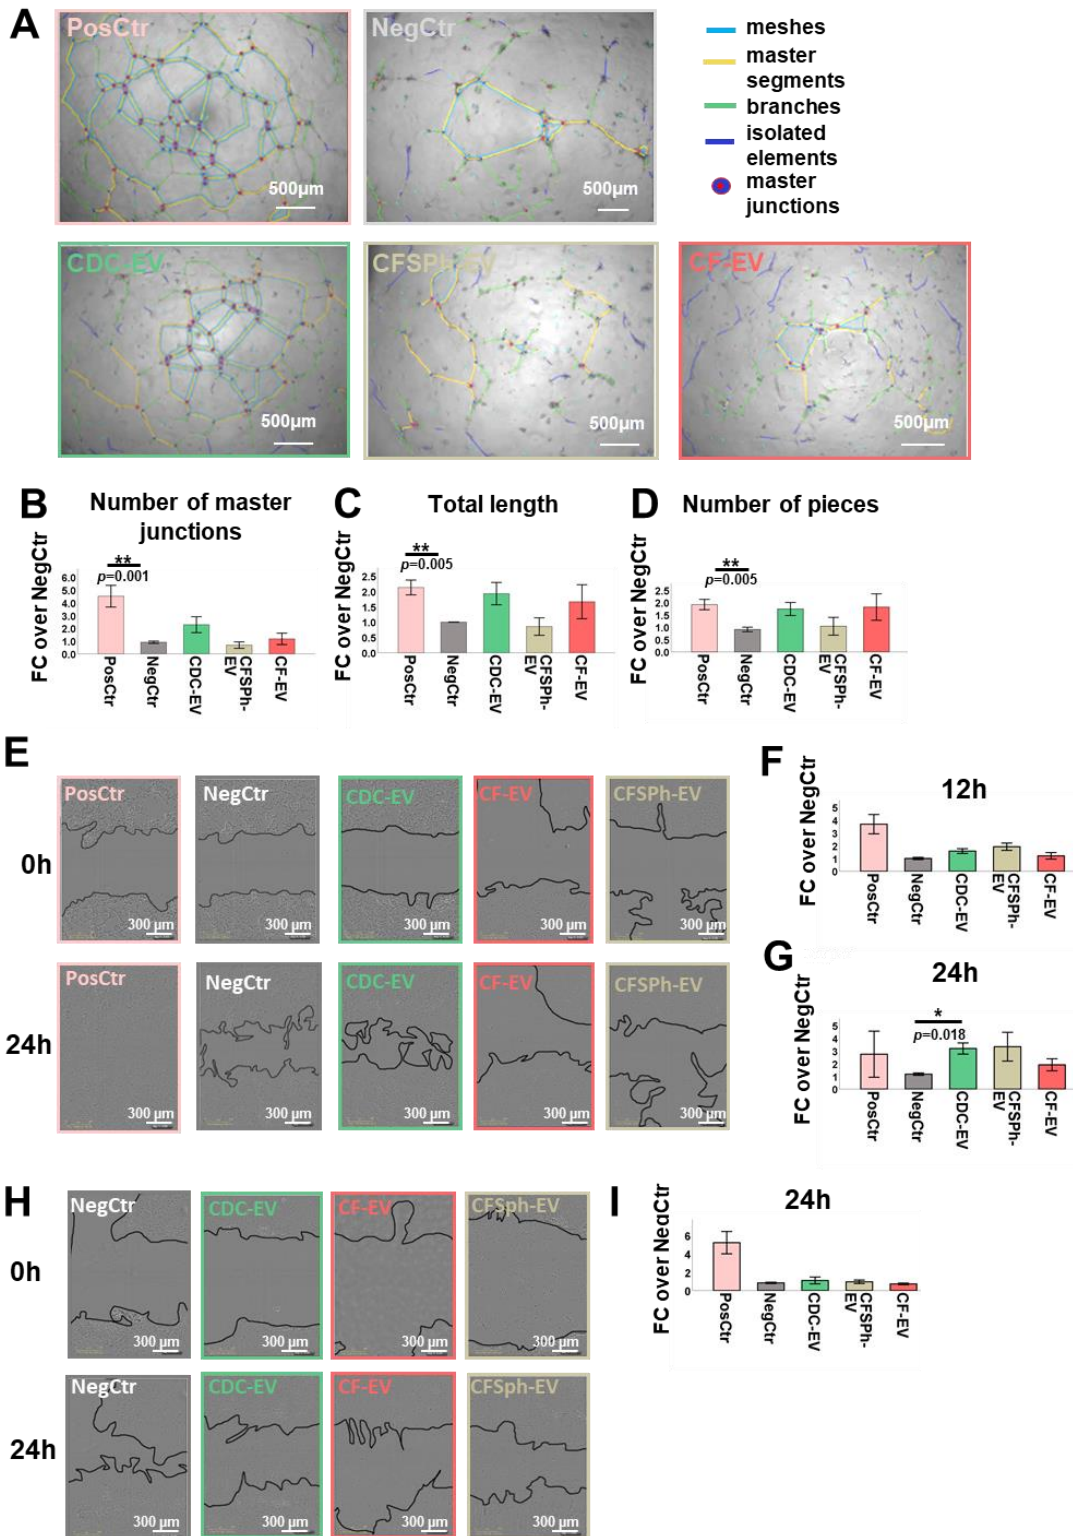 A
PosCtr
500μm
NegCtr
500μm
meshes
master
segments
branches
isolated
elements
master
junctions
CDC-EV
500μm
CFSPh-EV
500μm
CF-EV
500μm
B
Number of master
junctions
FC over NegCtr
**
p=0.001
6.0
5.0
4.0
3.0
2.0
1.0
0.0
PosCtr
NegCtr
CDC-EV
CFSPh-
EV
CF-EV
C
Total length
FC over NegCtr
**
p=0.005
2.5
2.0
1.5
1.0
0.5
0.0
PosCtr
NegCtr
CDC-EV
CFSPh-
EV
CF-EV
D
Number of pieces
FC over NegCtr
**
p=0.005
2.5
2.0
1.5
1.0
0.5
0.0
PosCtr
NegCtr
CDC-EV
CFSPh-
EV
CF-EV
E
0h
PosCtr
300 μm
NegCtr
300 μm
CDC-EV
300 μm
CF-EV
300 μm
CFSPh-EV
300 μm
24h
PosCtr
300 μm
NegCtr
300 μm
CDC-EV
300 μm
CF-EV
300 μm
CFSPh-EV
300 μm
F
12h
FC over NegCtr
5
4
3
2
1
0
PosCtr
NegCtr
CDC-EV
CFSPh-
EV
CF-EV
G
24h
FC over NegCtr
*
p=0.018
5
4
3
2
1
0
PosCtr
NegCtr
CDC-EV
CFSPh-
EV
CF-EV
H
0h
NegCtr
300 μm
CDC-EV
300 μm
CF-EV
300 μm
CFSph-EV
300 μm
24h
NegCtr
300 μm
CDC-EV
300 μm
CF-EV
300 μm
CFSph-EV
300 μm
I
24h
FC over NegCtr
6
4
2
0
PosCtr
NegCtr
CDC-EV
CFSPh-
EV
CF-EV